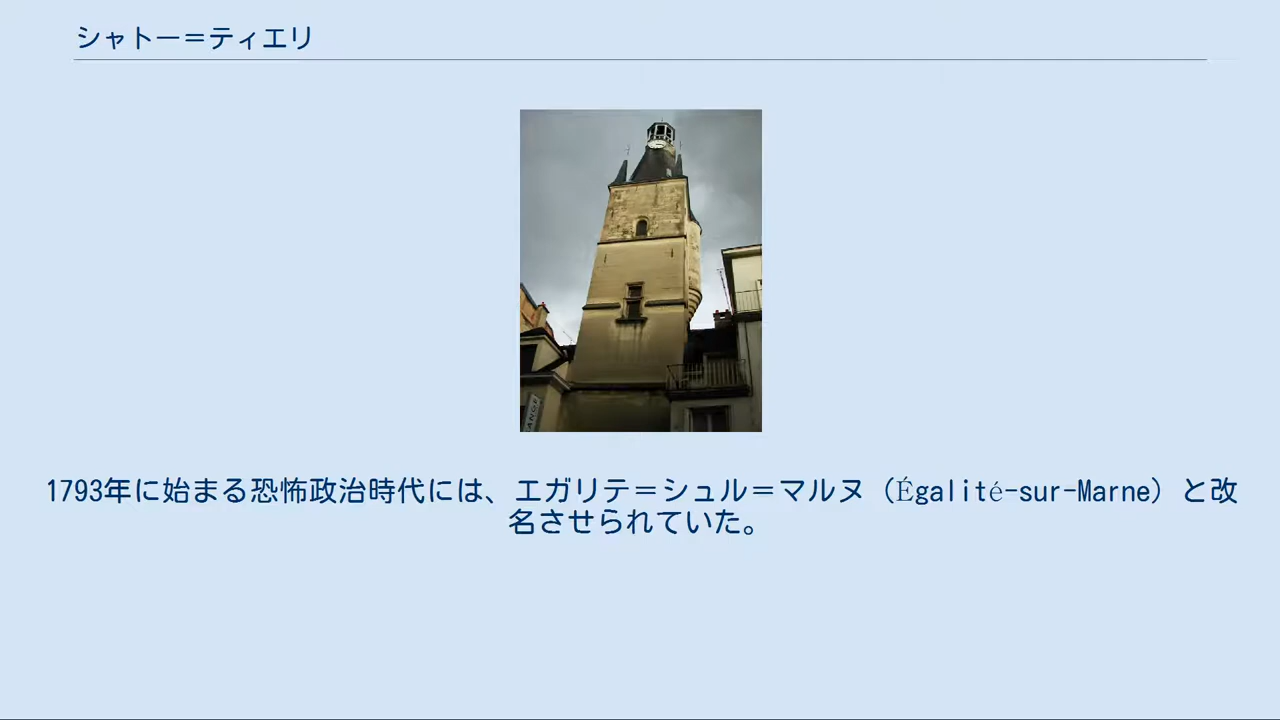 シャトー＝ティエリ
1793年に始まる恐怖政治時代には、エガリテ＝シュル＝マルヌ（Égalité-sur-Marne）と改
名させられていた。